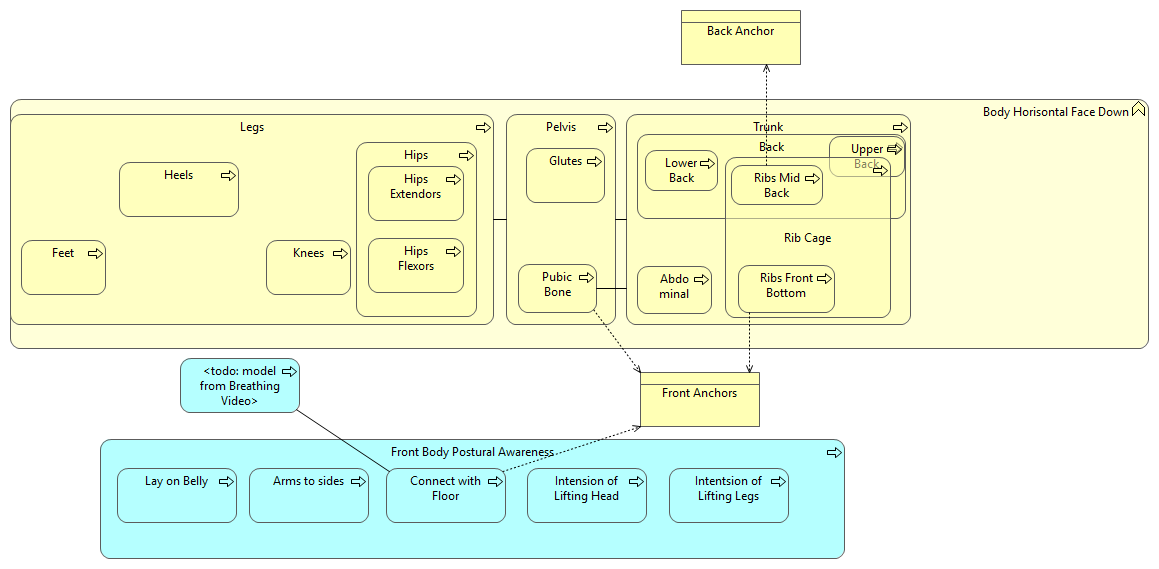 Back Anchor
Body Horisontal Face Down
Legs
Pelvis
Trunk
Back
Hips
Glutes
Lower
Back
Upper
Back
Heels
Hips
Extendors
Ribs Mid
Back
Feet
Knees
Hips
Flexors
Rib Cage
Pubic
Bone
Abdo
minal
Ribs Front
Bottom
<todo: model
from Breathing
Video>
Front Anchors
Front Body Postural Awareness
Lay on Belly
Arms to sides
Connect with
Floor
Intension of
Lifting Head
Intentsion of
Lifting Legs